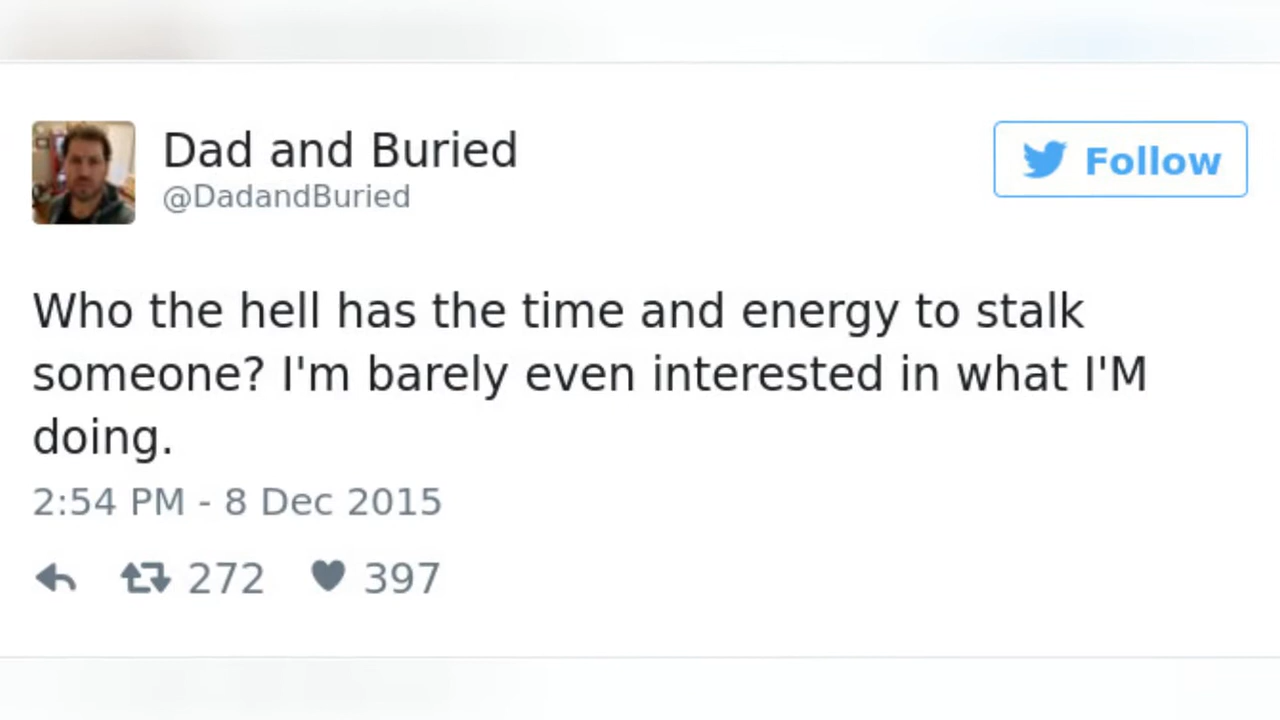 Dad and Buried
@DadandBuried
Follow
Who the hell has the time and energy to stalk
someone? I'm barely even interested in what I'M
doing.
2:54 PM - 8 Dec 2015
272 397